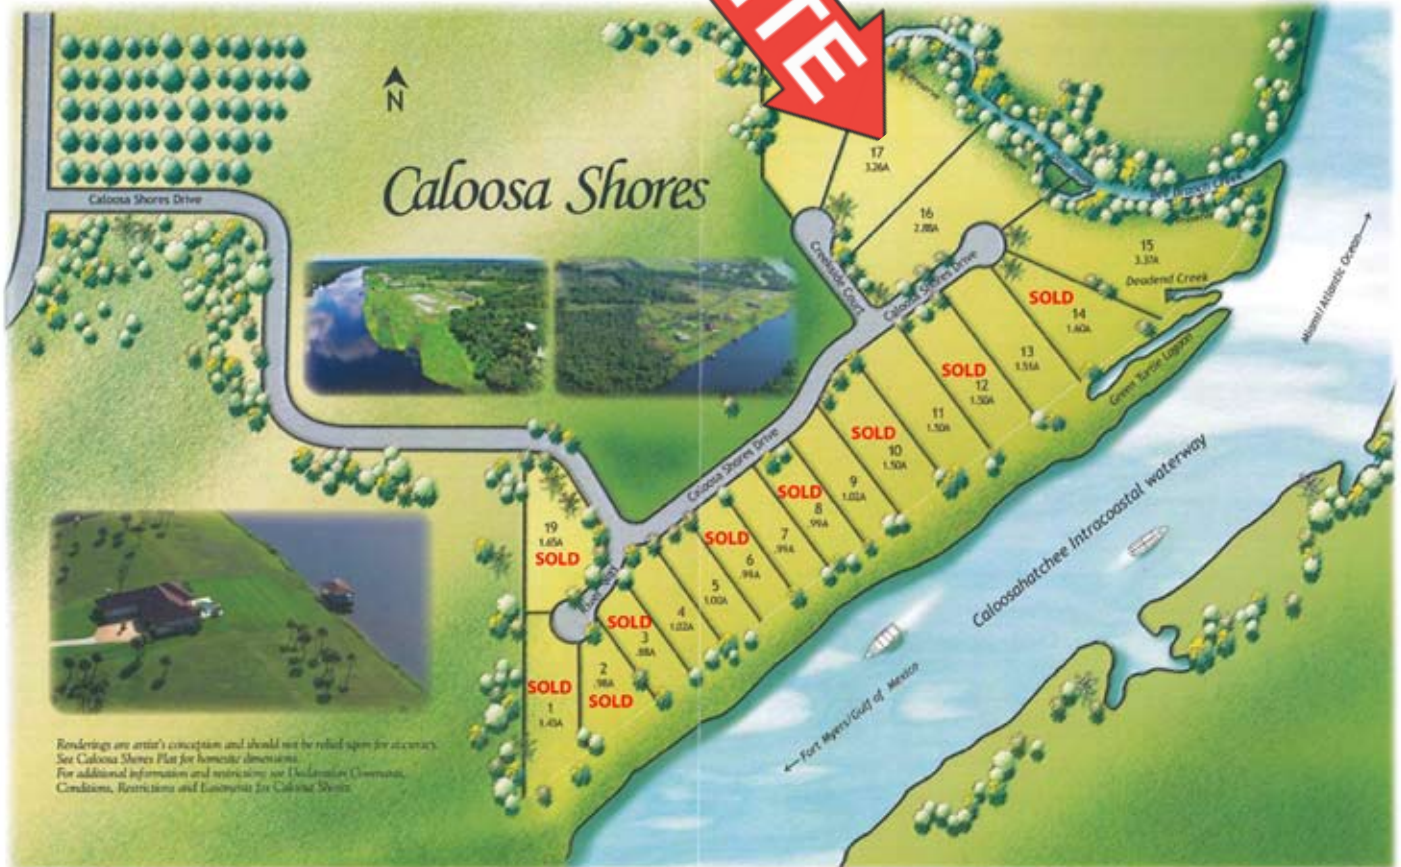 ITE
N
Caloosa Shores Drive
Caloosa Shores
17
3.26A
16
2.88A
15
3.37A
Deadend Creek
Creekside Court
Caloosa Shores Drive
SOLD
14
1.60A
Miami/Atlantic Ocean
Green Turtle Lagoon
13
SOLD
12
1.50A
11
1.50A
SOLD
10
1.50A
9
1.02A
SOLD
8
.99A
7
.99A
SOLD
6
.99A
5
1.00A
4
1.02A
SOLD
3
.88A
2
.98A
SOLD
SOLD
1
19
1.65A
SOLD
Caloosa Shores Drive
Caloosahatchee Intracoastal waterway
Fort Myers/Gulf of Mexico
Renderings are artist's conception and should not be relied upon for accuracy.
See Caloosa Shores Plat for homesite dimensions.
For additional information and restrictions see Declaration Covenants,
Conditions, Restrictions and Easements for Caloosa Shores.